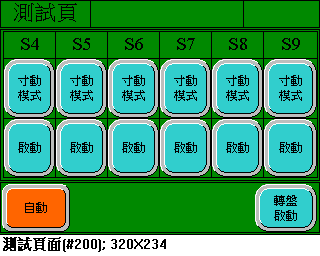 測試頁
S4 S5 S6 S7 S8 S9
寸動 寸動 寸動 寸動 寸動 寸動
模式 模式 模式 模式 模式 模式
啟動 啟動 啟動 啟動 啟動 啟動
自動
轉盤
啟動
測試頁面(#200); 320X234